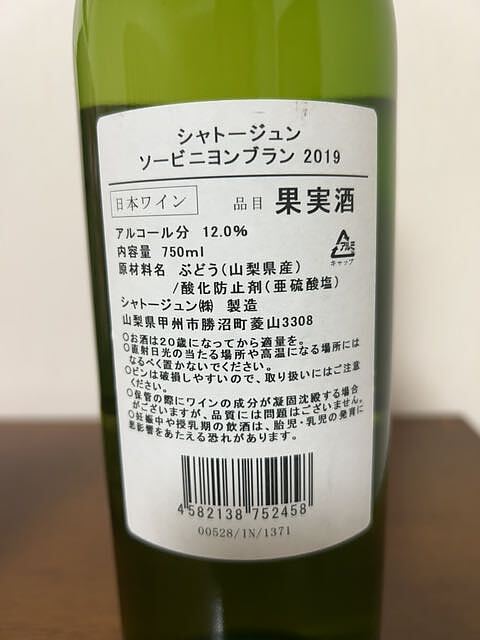 シャトージュン
ソービニヨンブラン 2019
日本ワイン 品目 果実酒
アルコール分 12.0%
内容量 750ml
アルミ
キャップ
原材料名 ぶどう(山梨県産)
/酸化防止剤(亜硫酸塩)
シャトージュン㈱ 製造
山梨県甲州市勝沼町菱山3308
○お酒は20歳になってから適量を。
○直射日光の当たる場所や高温になる場所には
なるべく置かないでください。
○ビンは破損しやすいので、取り扱いにはご注意
ください。
○保管の際にワインの成分が凝固沈殿する場合
がございますが、品質には問題はございません。
○妊娠中や授乳期の飲酒は、胎児・乳児の発育に
悪影響をあたえる恐れがあります。
4582138752458
00528/IN/1371